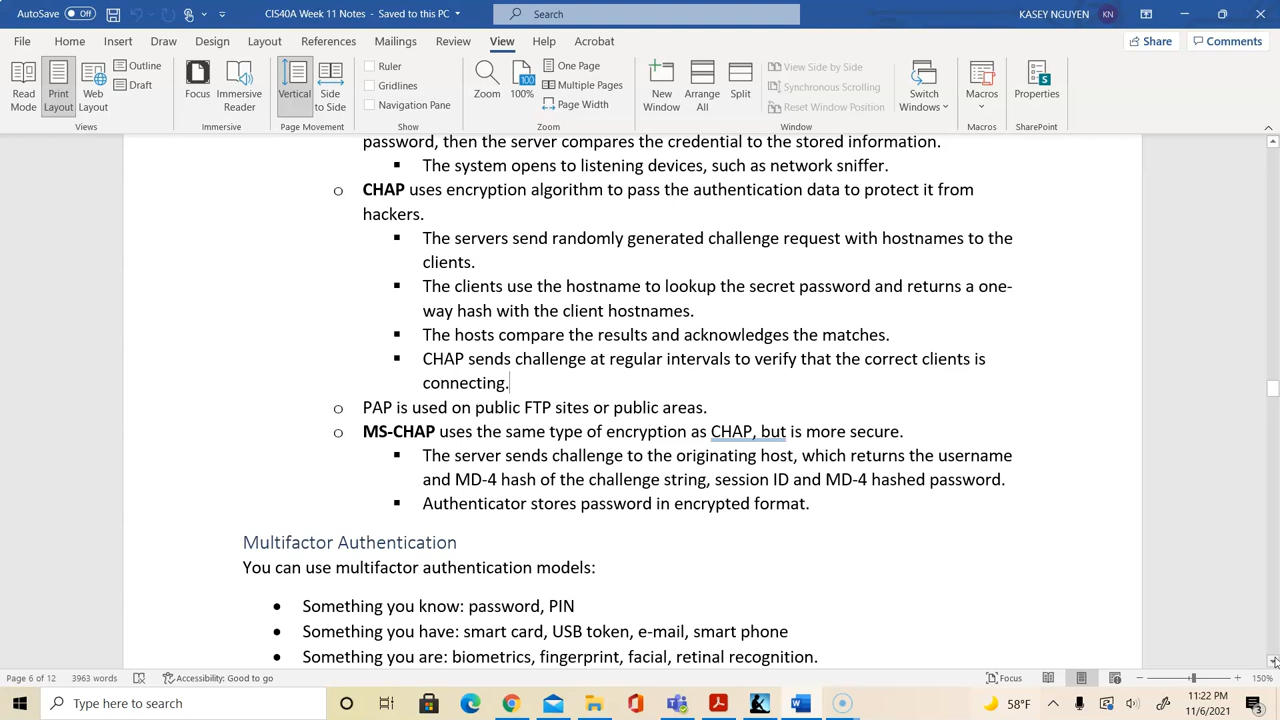 AutoSave Off CIS40A Week 11 Notes Search KASEY NGUYEN KN
File Home Insert Draw Design Layout References Mailings Review View Help Acrobat Share Comments
Read Mode Print Layout Web Layout Outline Draft Focus Immersive Reader Vertical Side to Side Ruler Gridlines Navigation Pane Zoom 100% One Page Multiple Pages Page Width New Window Arrange All Split View Side by Side Synchronous Scrolling Reset Window Position Switch Windows Macros Properties
Views Immersive Page Movement Show Zoom Window Macros SharePoint
password, then the server compares the credential to the stored information.
▪ The system opens to listening devices, such as network sniffer.
o CHAP uses encryption algorithm to pass the authentication data to protect it from
hackers.
▪ The servers send randomly generated challenge request with hostnames to the
clients.
▪ The clients use the hostname to lookup the secret password and returns a one-
way hash with the client hostnames.
▪ The hosts compare the results and acknowledges the matches.
▪ CHAP sends challenge at regular intervals to verify that the correct clients is
connecting.
o PAP is used on public FTP sites or public areas.
o MS-CHAP uses the same type of encryption as CHAP, but is more secure.
▪ The server sends challenge to the originating host, which returns the username
and MD-4 hash of the challenge string, session ID and MD-4 hashed password.
▪ Authenticator stores password in encrypted format.
Multifactor Authentication
You can use multifactor authentication models:
• Something you know: password, PIN
• Something you have: smart card, USB token, e-mail, smart phone
• Something you are: biometrics, fingerprint, facial, retinal recognition.
Page 6 of 12 3963 words Accessibility: Good to go Focus 150%
Type here to search 58°F 11:22 PM
11/6/2021 3